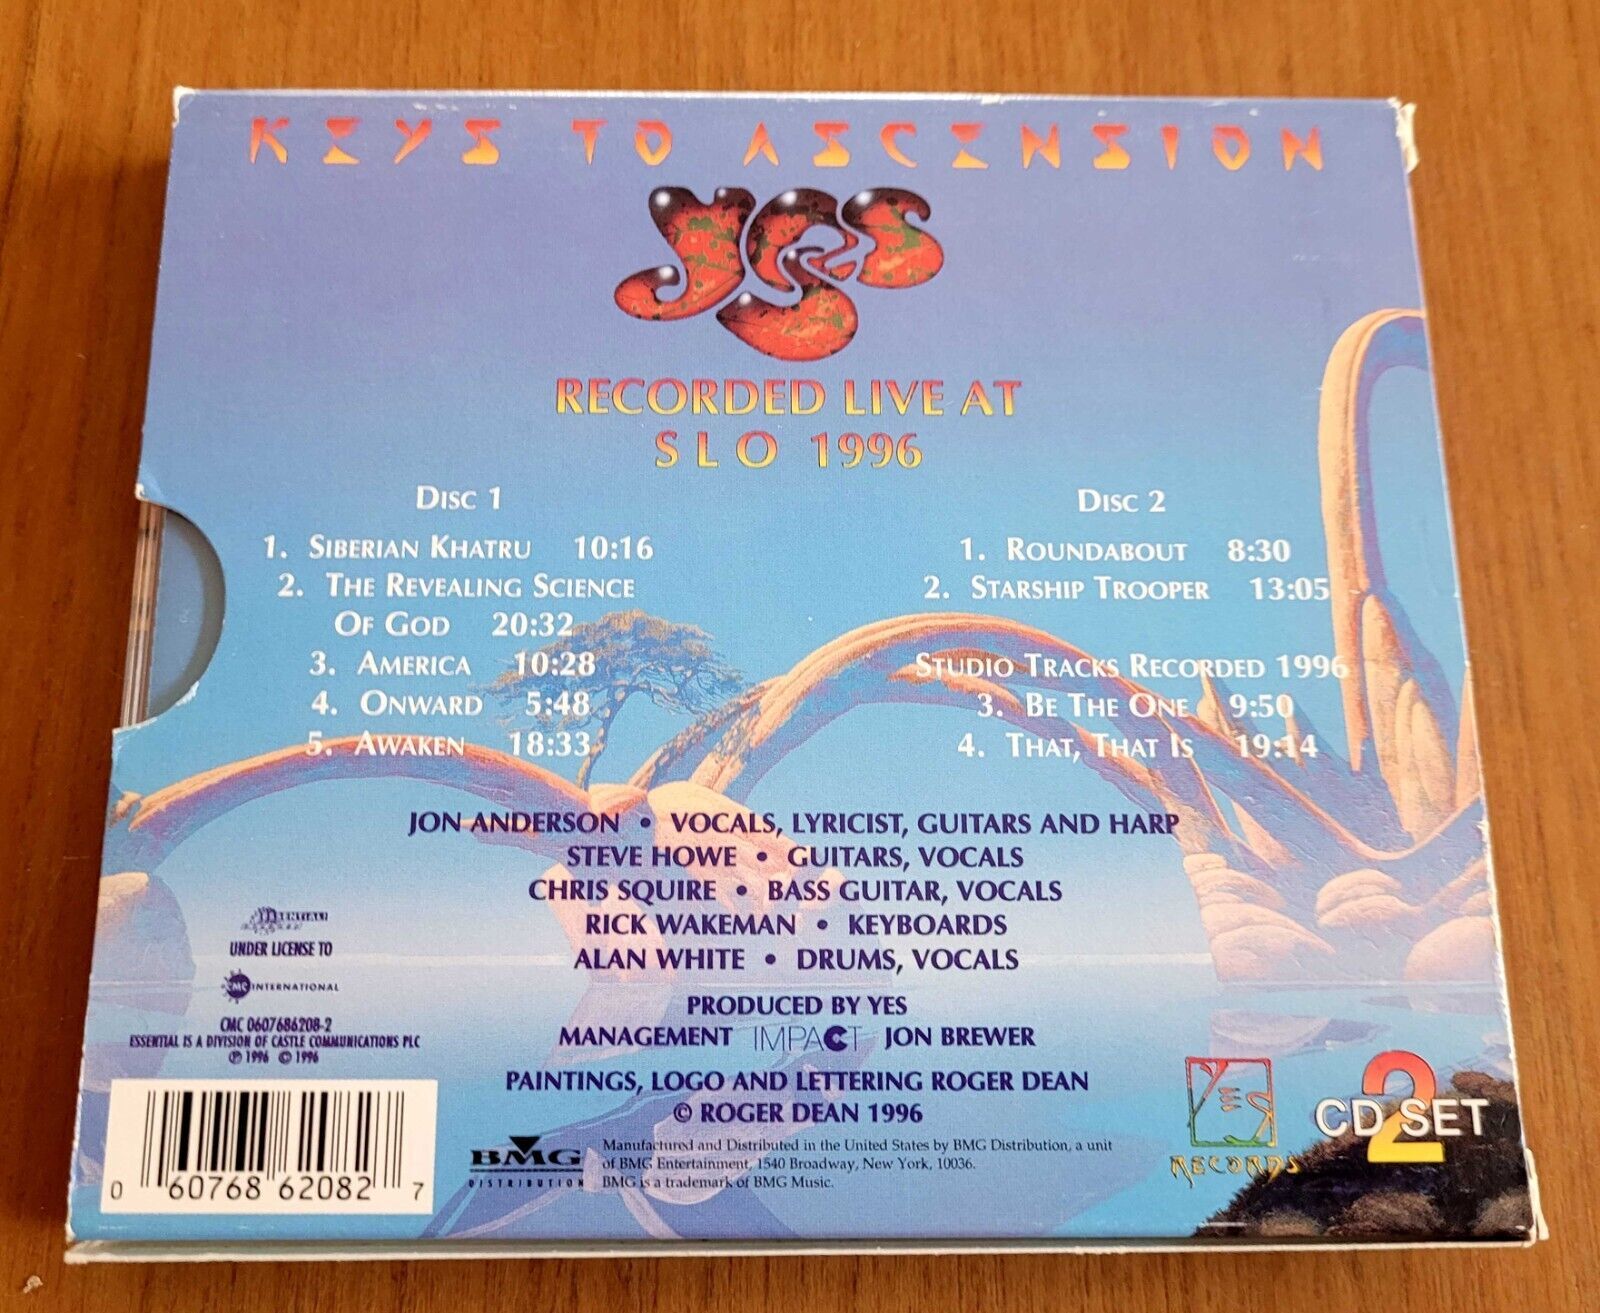 KEYS TO ASCENSION
YES
RECORDED LIVE AT
SLO 1996
DISC 1
1. SIBERIAN KHATRU 10:16
2. THE REVEALING SCIENCE
OF GOD 20:32
3. AMERICA 10:28
4. ONWARD 5:48
5. AWAKEN 18:33
DISC 2
1. ROUNDABOUT 8:30
2. STARSHIP TROOPER 13:05
STUDIO TRACKS RECORDED 1996
3. BE THE ONE 9:50
4. THAT, THAT IS 19:14
JON ANDERSON • VOCALS, LYRICIST, GUITARS AND HARP
STEVE HOWE • GUITARS, VOCALS
CHRIS SQUIRE • BASS GUITAR, VOCALS
RICK WAKEMAN • KEYBOARDS
ALAN WHITE • DRUMS, VOCALS
PRODUCED BY YES
MANAGEMENT IMPACT JON BREWER
PAINTINGS, LOGO AND LETTERING ROGER DEAN
© ROGER DEAN 1996
ESSENTIAL!
UNDER LICENSE TO
CMC INTERNATIONAL
CMC 0607686208-2
ESSENTIAL IS A DIVISION OF CASTLE COMMUNICATIONS PLC
℗ 1996 © 1996
0 60768 62082 7
BMG
DISTRIBUTION
Manufactured and Distributed in the United States by BMG Distribution, a unit
of BMG Entertainment, 1540 Broadway, New York, 10036.
BMG is a trademark of BMG Music.
YES
RECORDS
2
CD SET